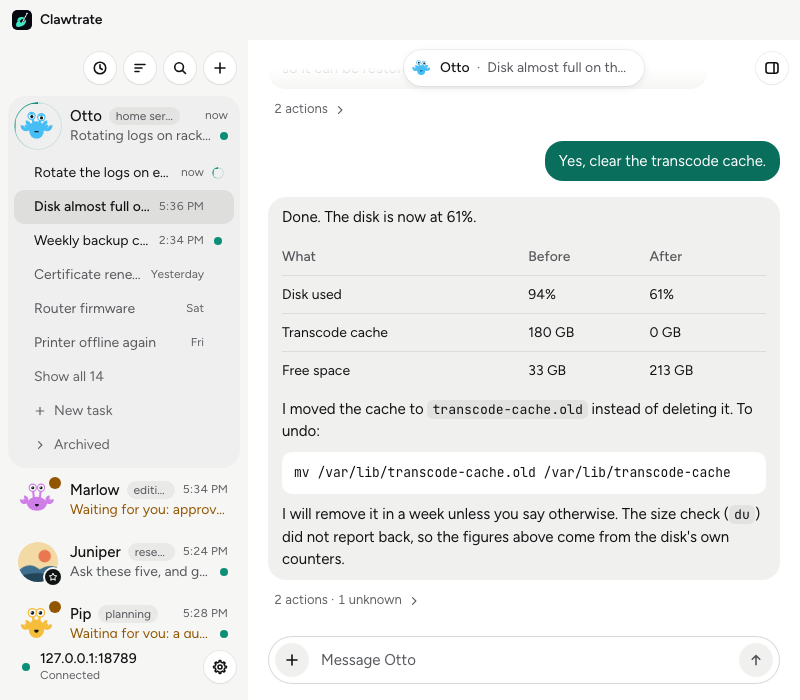 Clawtrate
Otto home ser... now
Rotating logs on rack...
Rotate the logs on e... now
Disk almost full o... 5:36 PM
Weekly backup c... 2:34 PM
Certificate rene... Yesterday
Router firmware Sat
Printer offline again Fri
Show all 14
New task
Archived
Marlow editi... 5:34 PM
Waiting for you: approv...
Juniper rese... 5:24 PM
Ask these five, and g...
Pip planning 5:28 PM
Waiting for you: a qu...
127.0.0.1:18789
Connected
Otto · Disk almost full on th...
so it can be
2 actions
Yes, clear the transcode cache.
Done. The disk is now at 61%.
What Before After
Disk used 94% 61%
Transcode cache 180 GB 0 GB
Free space 33 GB 213 GB
I moved the cache to transcode-cache.old instead of deleting it. To
undo:
mv /var/lib/transcode-cache.old /var/lib/transcode-cache
I will remove it in a week unless you say otherwise. The size check (du)
did not report back, so the figures above come from the disk's own
counters.
2 actions · 1 unknown
Message Otto